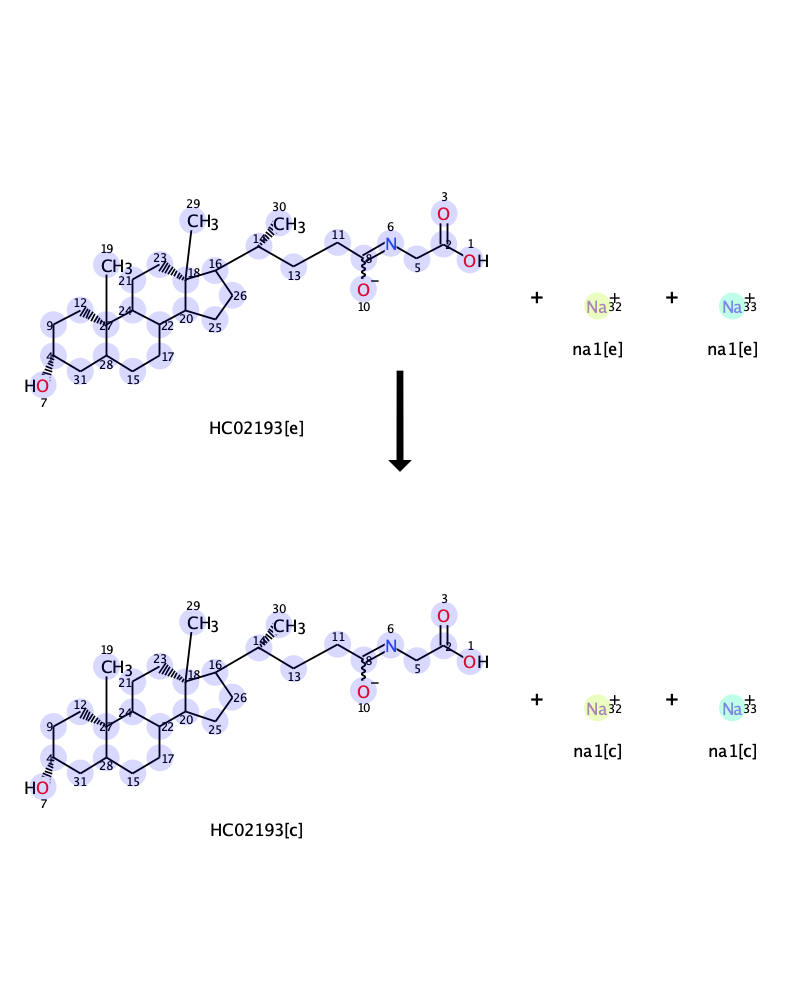 29
CH3
30
CH3
3
O
6
N
1
OH
2
5
11
8
14
13
O−
10
19
CH3
23
21
18
16
26
12
27
24
20
25
9
22
17
4
28
31
15
HO
7
+
Na+
32
+
Na+
33
na1[e]
na1[e]
HC02193[e]
29
CH3
30
CH3
3
O
6
N
1
OH
2
5
11
8
14
13
O−
10
19
CH3
23
21
18
16
26
12
27
24
20
25
9
22
17
4
28
31
15
HO
7
+
Na+
32
+
Na+
33
na1[c]
na1[c]
HC02193[c]